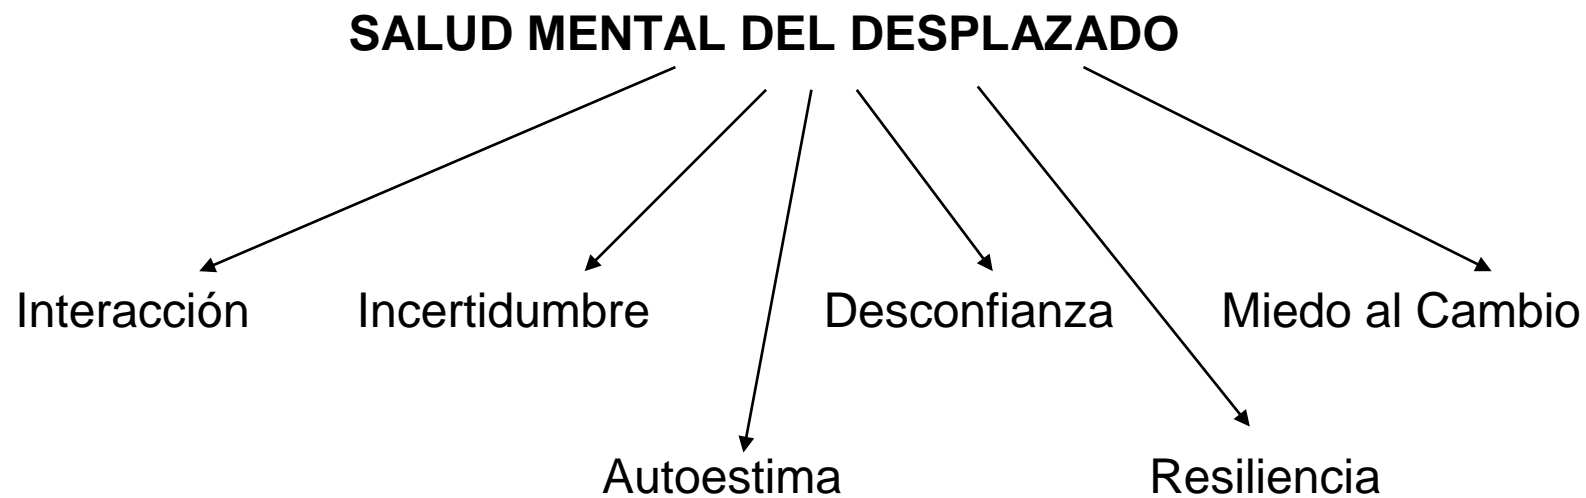 SALUD MENTAL DEL DESPLAZADO
Interacción Incertidumbre Desconfianza Miedo al Cambio
Autoestima Resiliencia